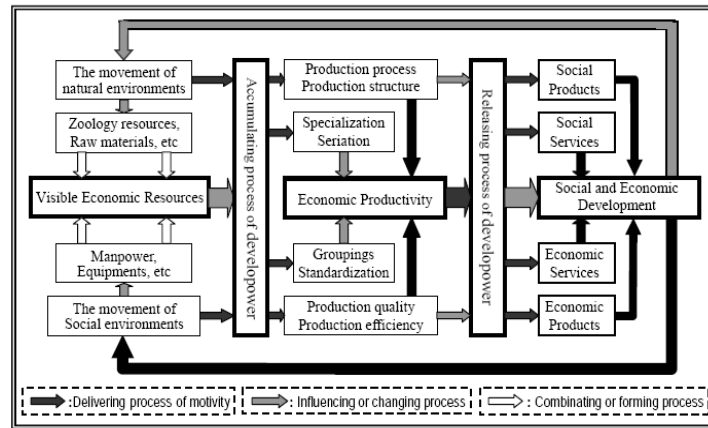 The movement of
natural environments
Zoology resources,
Raw materials, etc
Visible Economic Resources
Manpower,
Equipments, etc
The movement of
Social environments
Accumulating process of developower
Production process
Production structure
Specialization
Seriation
Economic Productivity
Groupings
Standardization
Production quality
Production efficiency
Releasing process of developower
Social
Products
Social
Services
Social and Economic
Development
Economic
Services
Economic
Products
:Delivering process of motivity
: Influencing or changing process
: Combinating or forming process